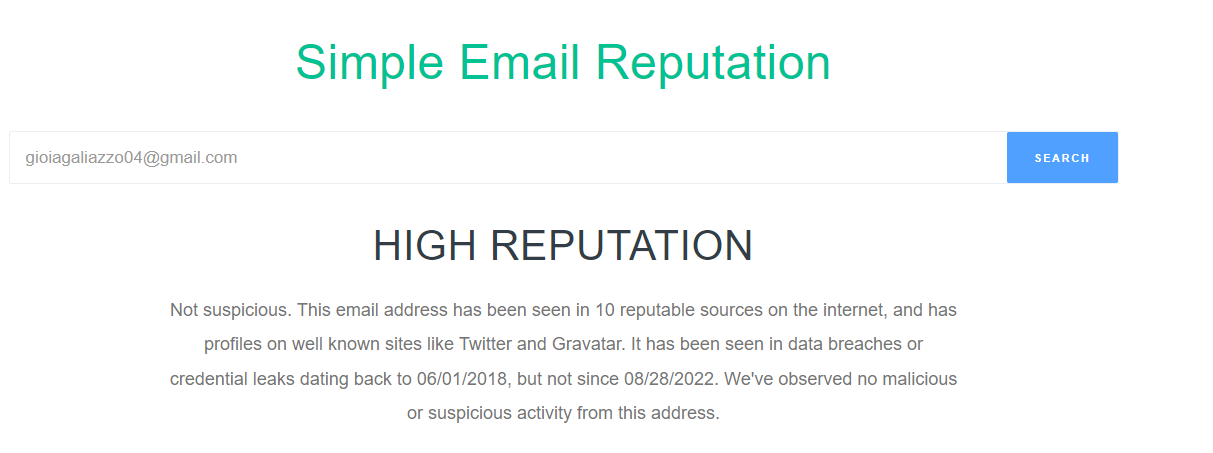 Simple Email Reputation
gioiagaliazzo04@gmail.com
SEARCH
HIGH REPUTATION
Not suspicious. This email address has been seen in 10 reputable sources on the internet, and has
profiles on well known sites like Twitter and Gravatar. It has been seen in data breaches or
credential leaks dating back to 06/01/2018, but not since 08/28/2022. We've observed no malicious
or suspicious activity from this address.